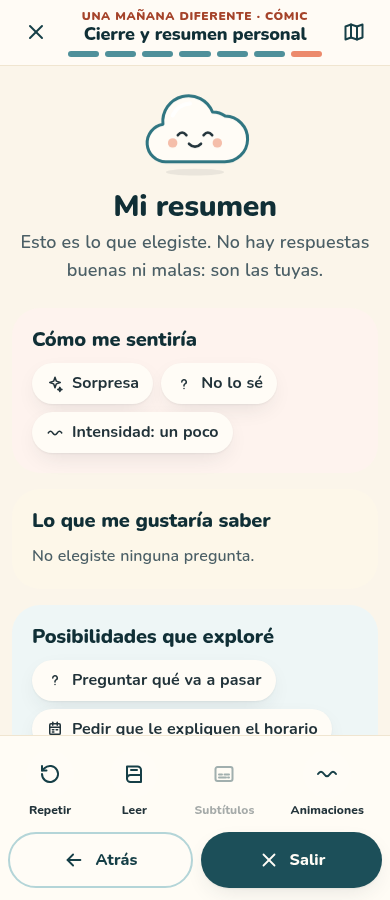 UNA MAÑANA DIFERENTE · CÓMIC
Cierre y resumen personal
Mi resumen
Esto es lo que elegiste. No hay respuestas
buenas ni malas: son las tuyas.
Cómo me sentiría
Sorpresa
? No lo sé
Intensidad: un poco
Lo que me gustaría saber
No elegiste ninguna pregunta.
Posibilidades que exploré
? Preguntar qué va a pasar
Pedir que le expliquen el horario
Repetir
Leer
Subtítulos
Animaciones
Atrás
Salir